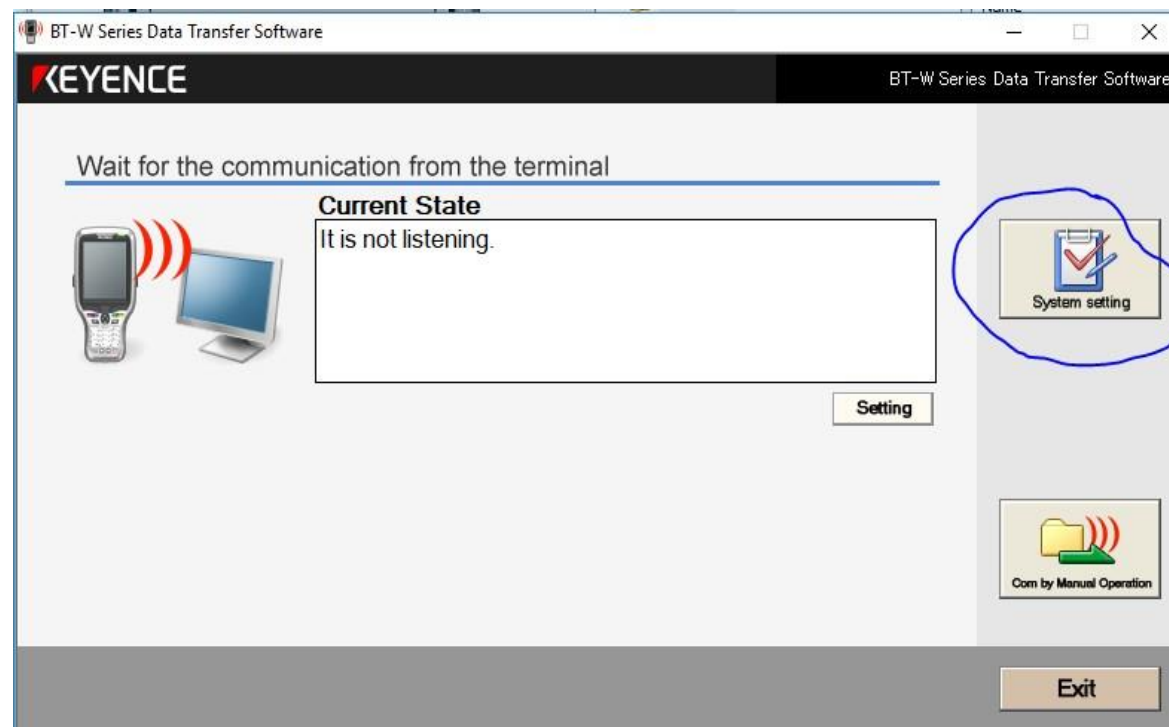 BT-W Series Data Transfer Software
KEYENCE
BT-W Series Data Transfer Software
Wait for the communication from the terminal
Current State
It is not listening.
System setting
Setting
Com by Manual Operation
Exit